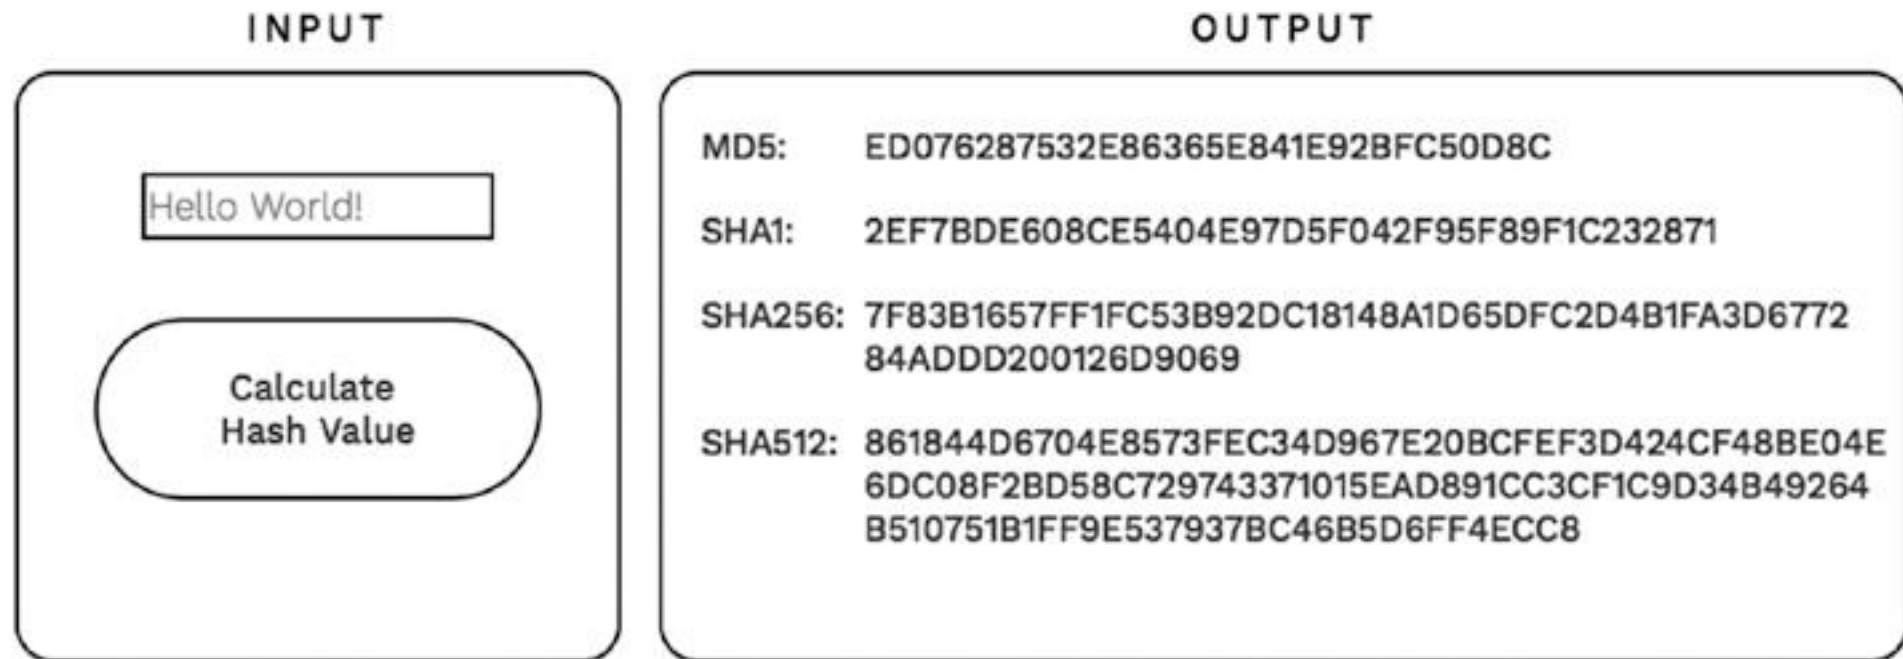 INPUT
Hello World!
Calculate
Hash Value
OUTPUT
MD5: ED076287532E86365E841E92BFC50D8C
SHA1: 2EF7BDE608CE5404E97D5F042F95F89F1C232871
SHA256: 7F83B1657FF1FC53B92DC18148A1D65DFC2D4B1FA3D6772
84ADDD200126D9069
SHA512: 861844D6704E8573FEC34D967E20BCFEF3D424CF48BE04E
6DC08F2BD58C729743371015EAD891CC3CF1C9D34B49264
B510751B1FF9E537937BC46B5D6FF4ECC8